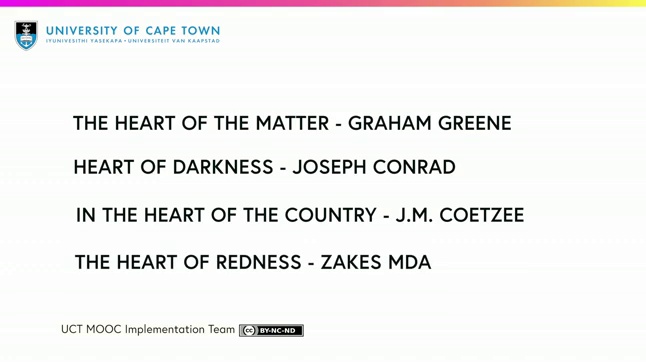 UNIVERSITY OF CAPE TOWN
IYUNIVESITHI YASEKAPA • UNIVERSITEIT VAN KAAPSTAD
THE HEART OF THE MATTER - GRAHAM GREENE
HEART OF DARKNESS - JOSEPH CONRAD
IN THE HEART OF THE COUNTRY - J.M. COETZEE
THE HEART OF REDNESS - ZAKES MDA
UCT MOOC Implementation Team cc BY-NC-ND